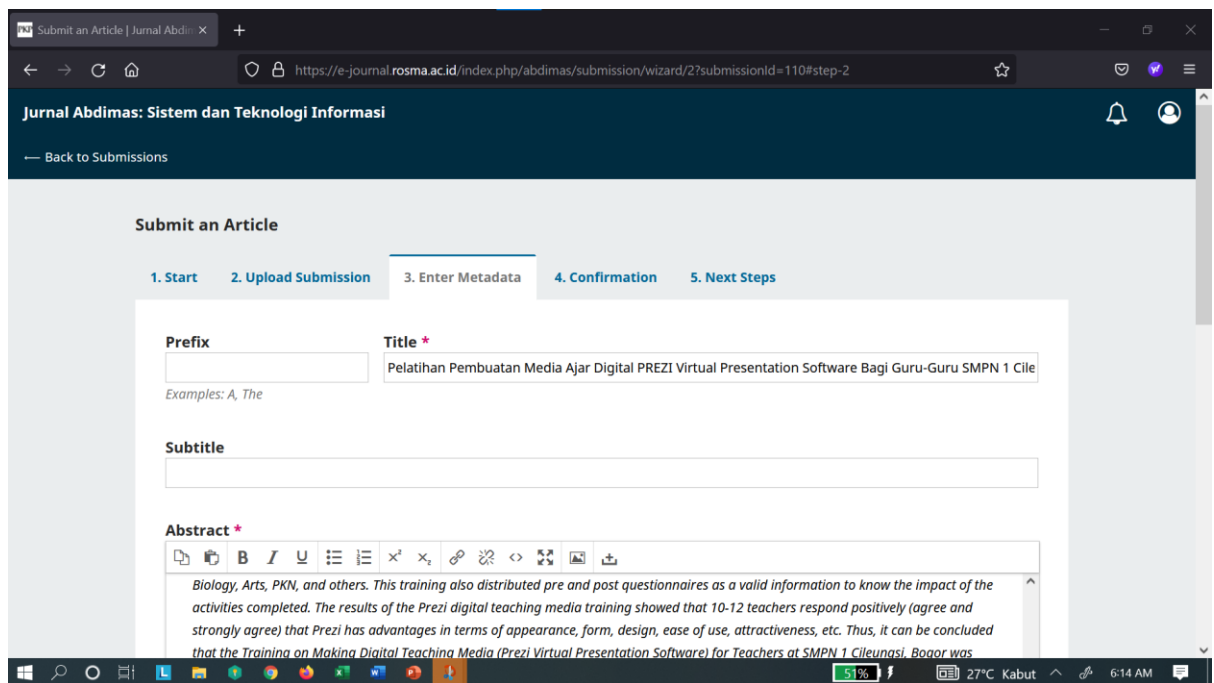 Submit an Article | Jurnal Abdim
https://e-journal.rosma.ac.id/index.php/abdimas/submission/wizard/2?submissionId=110#step-2
Jurnal Abdimas: Sistem dan Teknologi Informasi
← Back to Submissions
Submit an Article
1. Start 2. Upload Submission 3. Enter Metadata 4. Confirmation 5. Next Steps
Prefix Title *
Pelatihan Pembuatan Media Ajar Digital PREZI Virtual Presentation Software Bagi Guru-Guru SMPN 1 Cile
Examples: A, The
Subtitle
Abstract *
Biology, Arts, PKN, and others. This training also distributed pre and post questionnaires as a valid information to know the impact of the
activities completed. The results of the Prezi digital teaching media training showed that 10-12 teachers respond positively (agree and
strongly agree) that Prezi has advantages in terms of appearance, form, design, ease of use, attractiveness, etc. Thus, it can be concluded
that the Training on Making Digital Teaching Media (Prezi Virtual Presentation Software) for Teachers at SMPN 1 Cileungsi, Bogor was
51% 27°C Kabut 6:14 AM